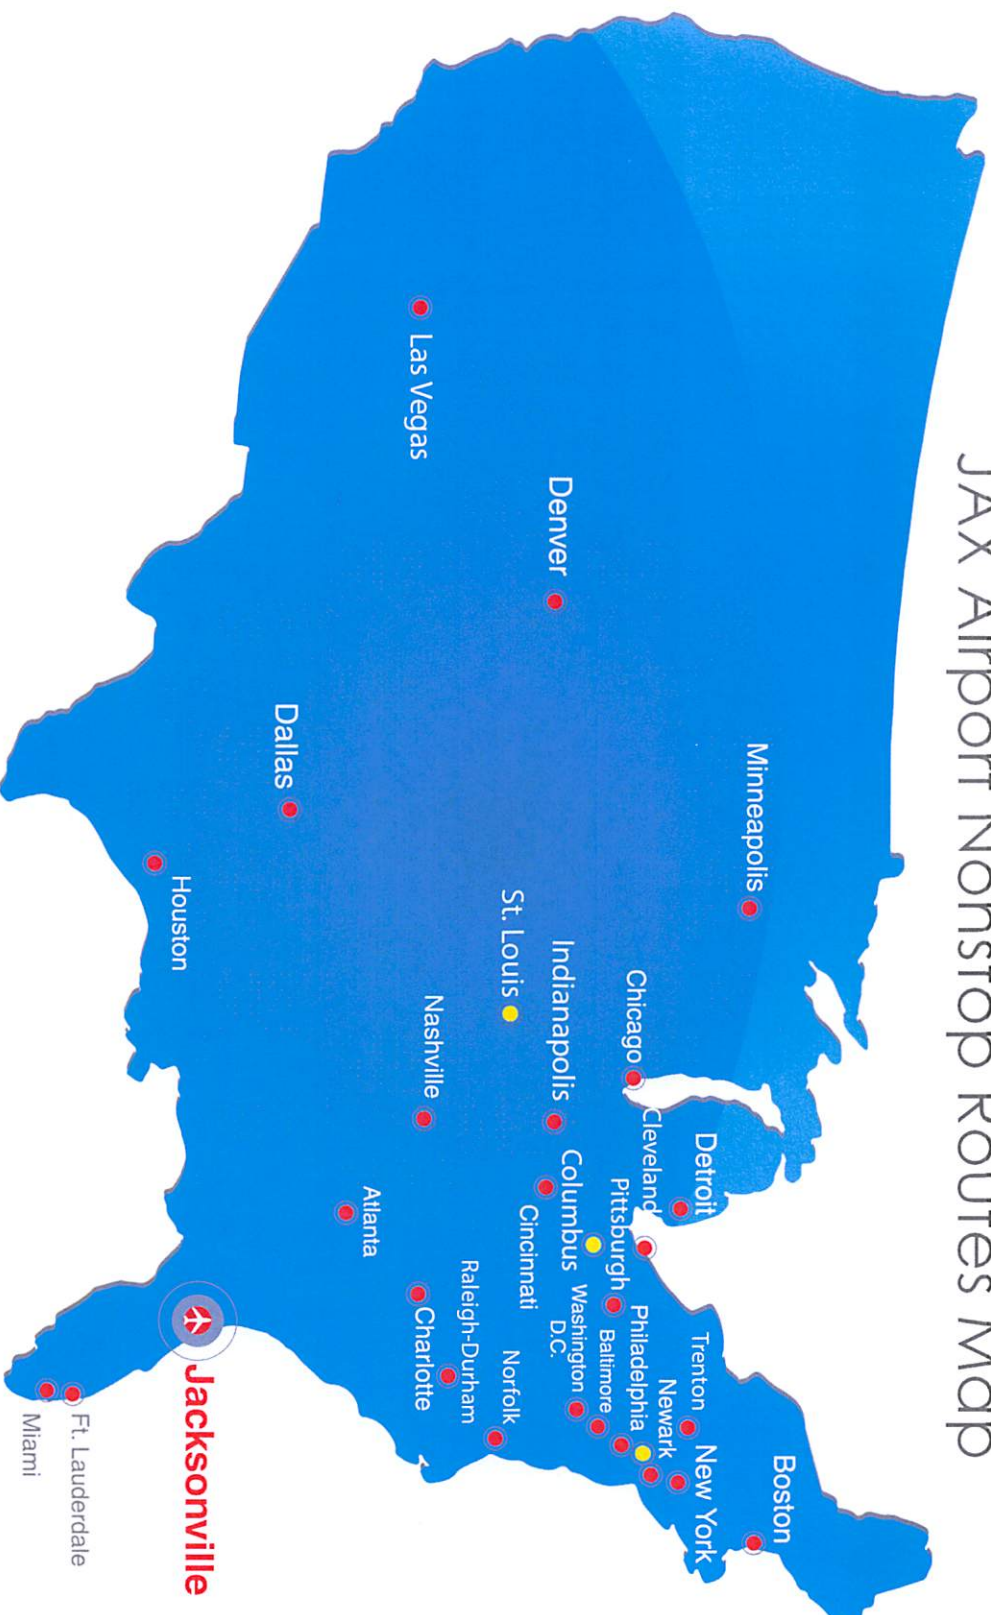 JAX Airport Nonstop Routes Map
Minneapolis
Boston
Detroit
Trenton
New York
Cleveland
Newark
Chicago
Pittsburgh
Philadelphia
Baltimore
Columbus
Washington
D.C.
Denver
Indianapolis
Cincinnati
St. Louis
Norfolk
Raleigh-Durham
Las Vegas
Nashville
Charlotte
Atlanta
Dallas
Jacksonville
Houston
Ft. Lauderdale
Miami